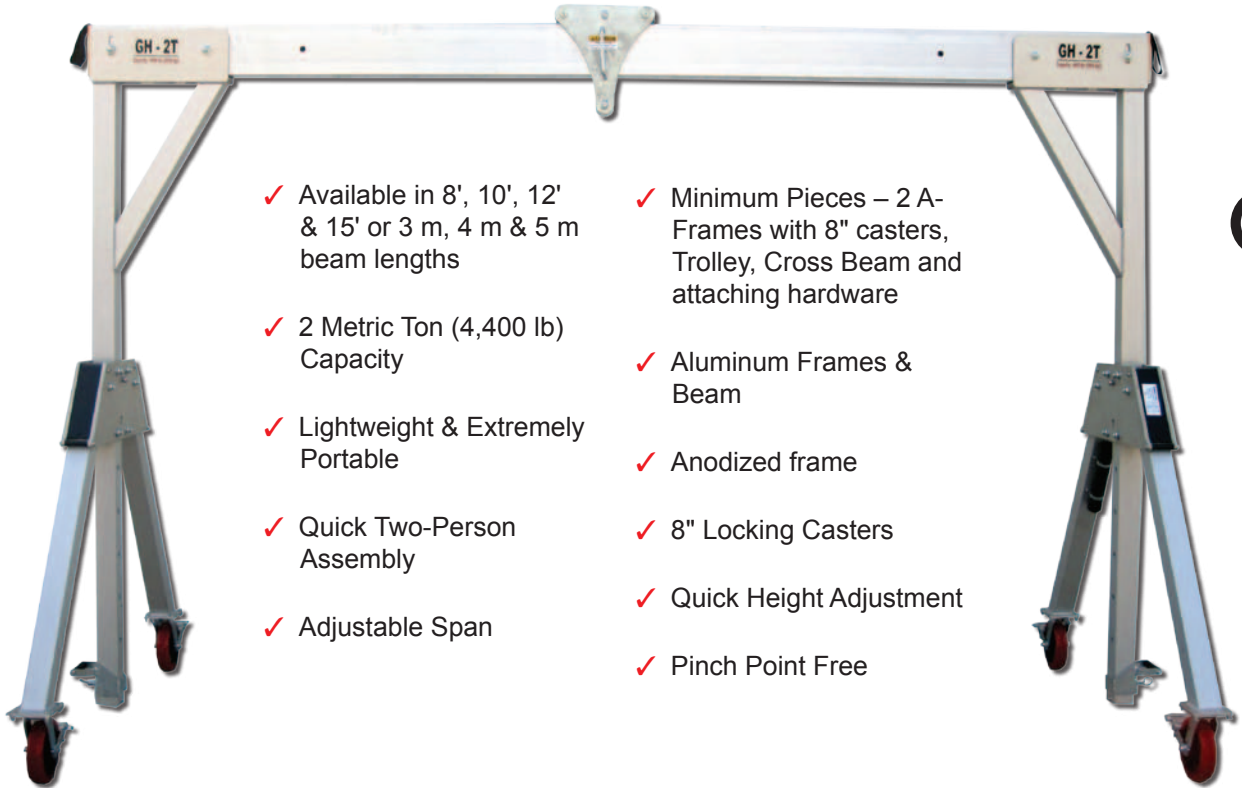 GH - 2T
GH - 2T
✓ Available in 8', 10', 12'
& 15' or 3 m, 4 m & 5 m
beam lengths
✓ 2 Metric Ton (4,400 lb)
Capacity
✓ Lightweight & Extremely
Portable
✓ Quick Two-Person
Assembly
✓ Adjustable Span
✓ Minimum Pieces – 2 A-
Frames with 8" casters,
Trolley, Cross Beam and
attaching hardware
✓ Aluminum Frames &
Beam
✓ Anodized frame
✓ 8" Locking Casters
✓ Quick Height Adjustment
✓ Pinch Point Free